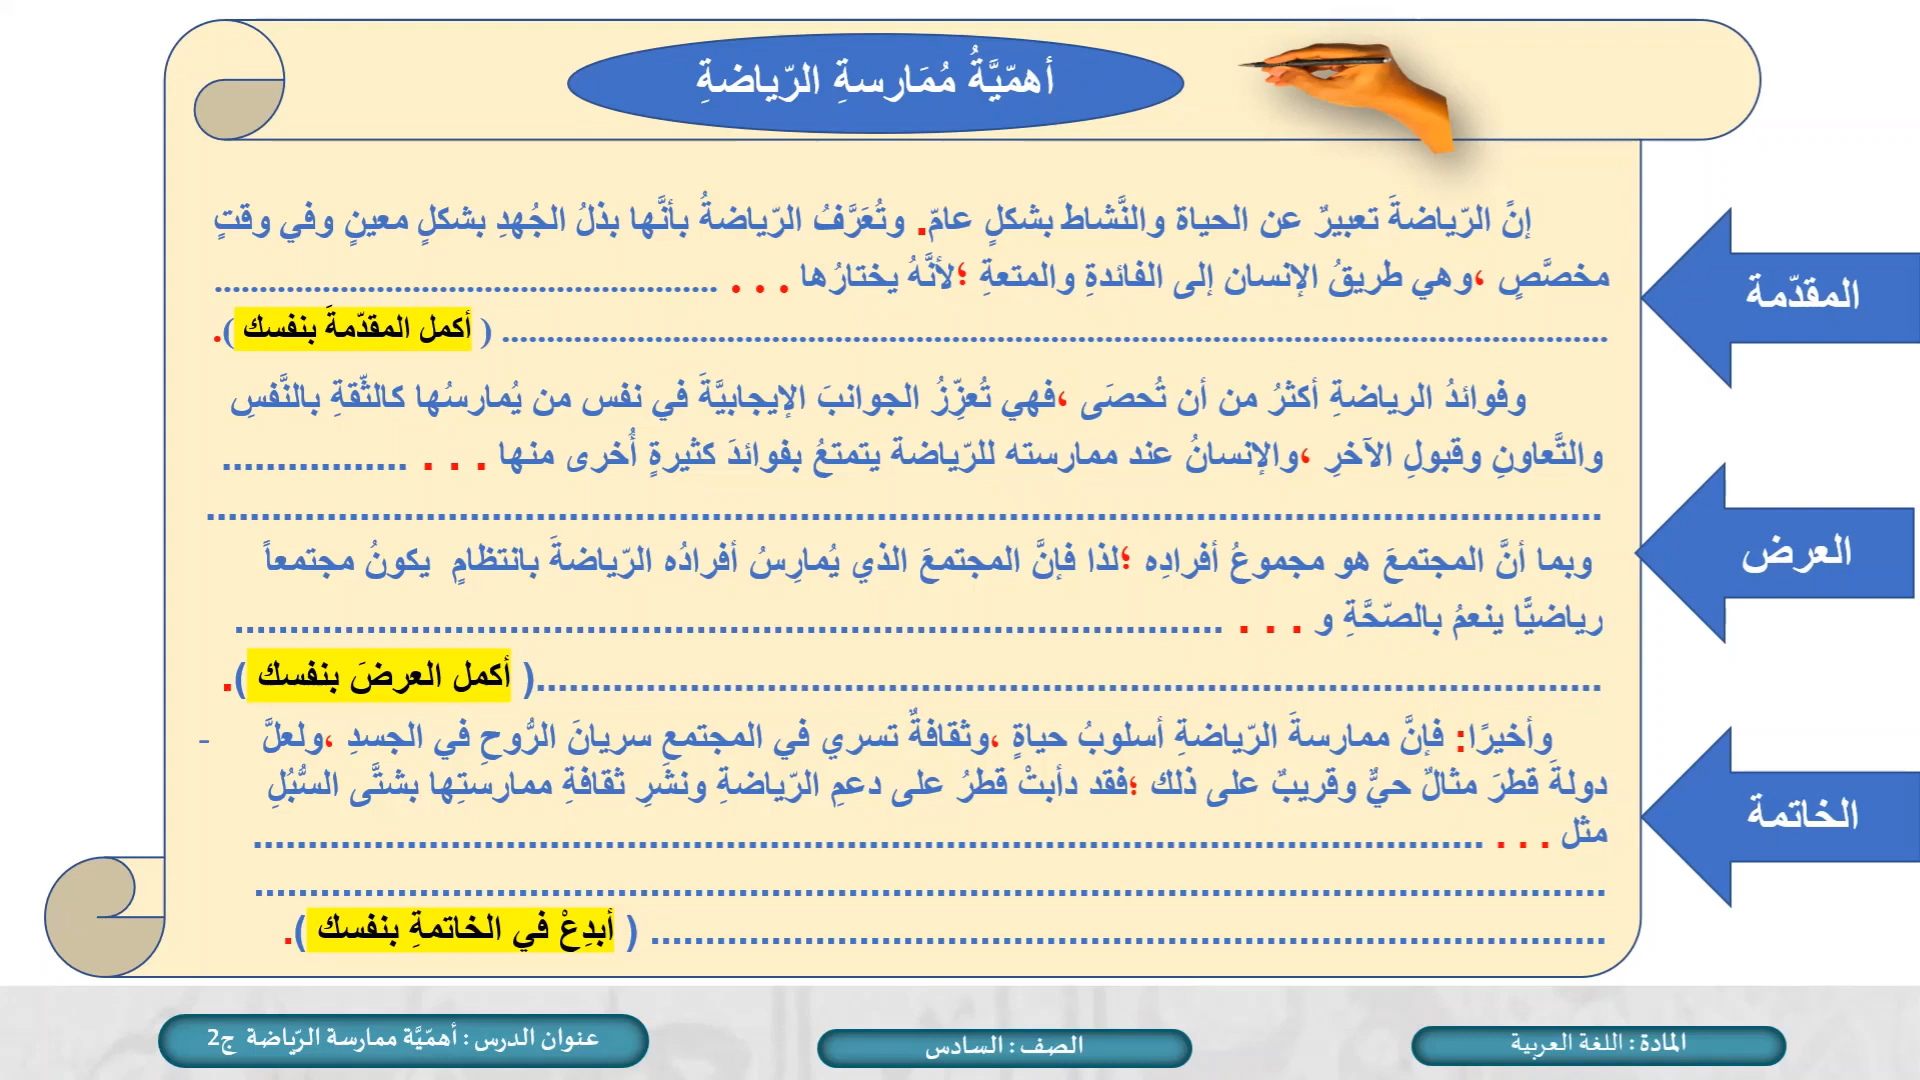 أهمّيَّةُ مُمَارسةِ الرّياضةِ
إنَّ الرّياضةَ تعبيرٌ عن الحياة والنَّشاط بشكلٍ عامّ. وتُعَرَّفُ الرّياضةُ بأنَّها بذلُ الجُهدِ بشكلٍ معينٍ وفي وقتٍ
مخصَّصٍ ،وهي طريقُ الإنسان إلى الفائدةِ والمتعةِ ؛لأنَّهُ يختارُها . . . ........................................................
........................................................................................................................ ( أكمل المقدّمةَ بنفسك ).
المقدّمة
وفوائدُ الرياضةِ أكثرُ من أن تُحصَى ،فهي تُعزِّزُ الجوانبَ الإيجابيَّةَ في نفس من يُمارسُها كالثّقةِ بالنَّفسِ
والتَّعاونِ وقبولِ الآخرِ ،والإنسانُ عند ممارسته للرّياضة يتمتعُ بفوائدَ كثيرةٍ أُخرى منها . . . .................
................................................................................................................................
وبما أنَّ المجتمعَ هو مجموعُ أفرادِه ؛لذا فإنَّ المجتمعَ الذي يُمارِسُ أفرادُه الرّياضةَ بانتظامٍ يكونُ مجتمعاً
رياضيًّا ينعمُ بالصّحَّةِ و . . . ..........................................................................................
.................................................................................................( أكمل العرضَ بنفسك ).
العرض
وأخيرًا: فإنَّ ممارسةَ الرّياضةِ أسلوبُ حياةٍ ،وثقافةٌ تسري في المجتمعِ سريانَ الرُّوحِ في الجسدِ ،ولعلَّ -
دولةَ قطرَ مثالٌ حيٌّ وقريبٌ على ذلك ؛فقد دأبتْ قطرُ على دعمِ الرّياضةِ ونشرِ ثقافةِ ممارستِها بشتَّى السُّبُلِ
مثل . . . ................................................................................................................
...........................................................................................................................
....................................................................................... ( أبدِعْ في الخاتمةِ بنفسك ).
الخاتمة
المادة : اللغة العربية
الصف : السادس
عنوان الدرس : أهمّيَّة ممارسة الرّياضة ج2